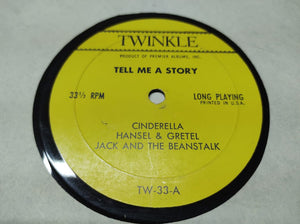 TWINKLE
PRODUCT OF PREMIER ALBUMS, INC.
TELL ME A STORY
33⅓ RPM
LONG PLAYING
PRINTED IN U.S.A.
CINDERELLA
HANSEL & GRETEL
JACK AND THE BEANSTALK
TW-33-A